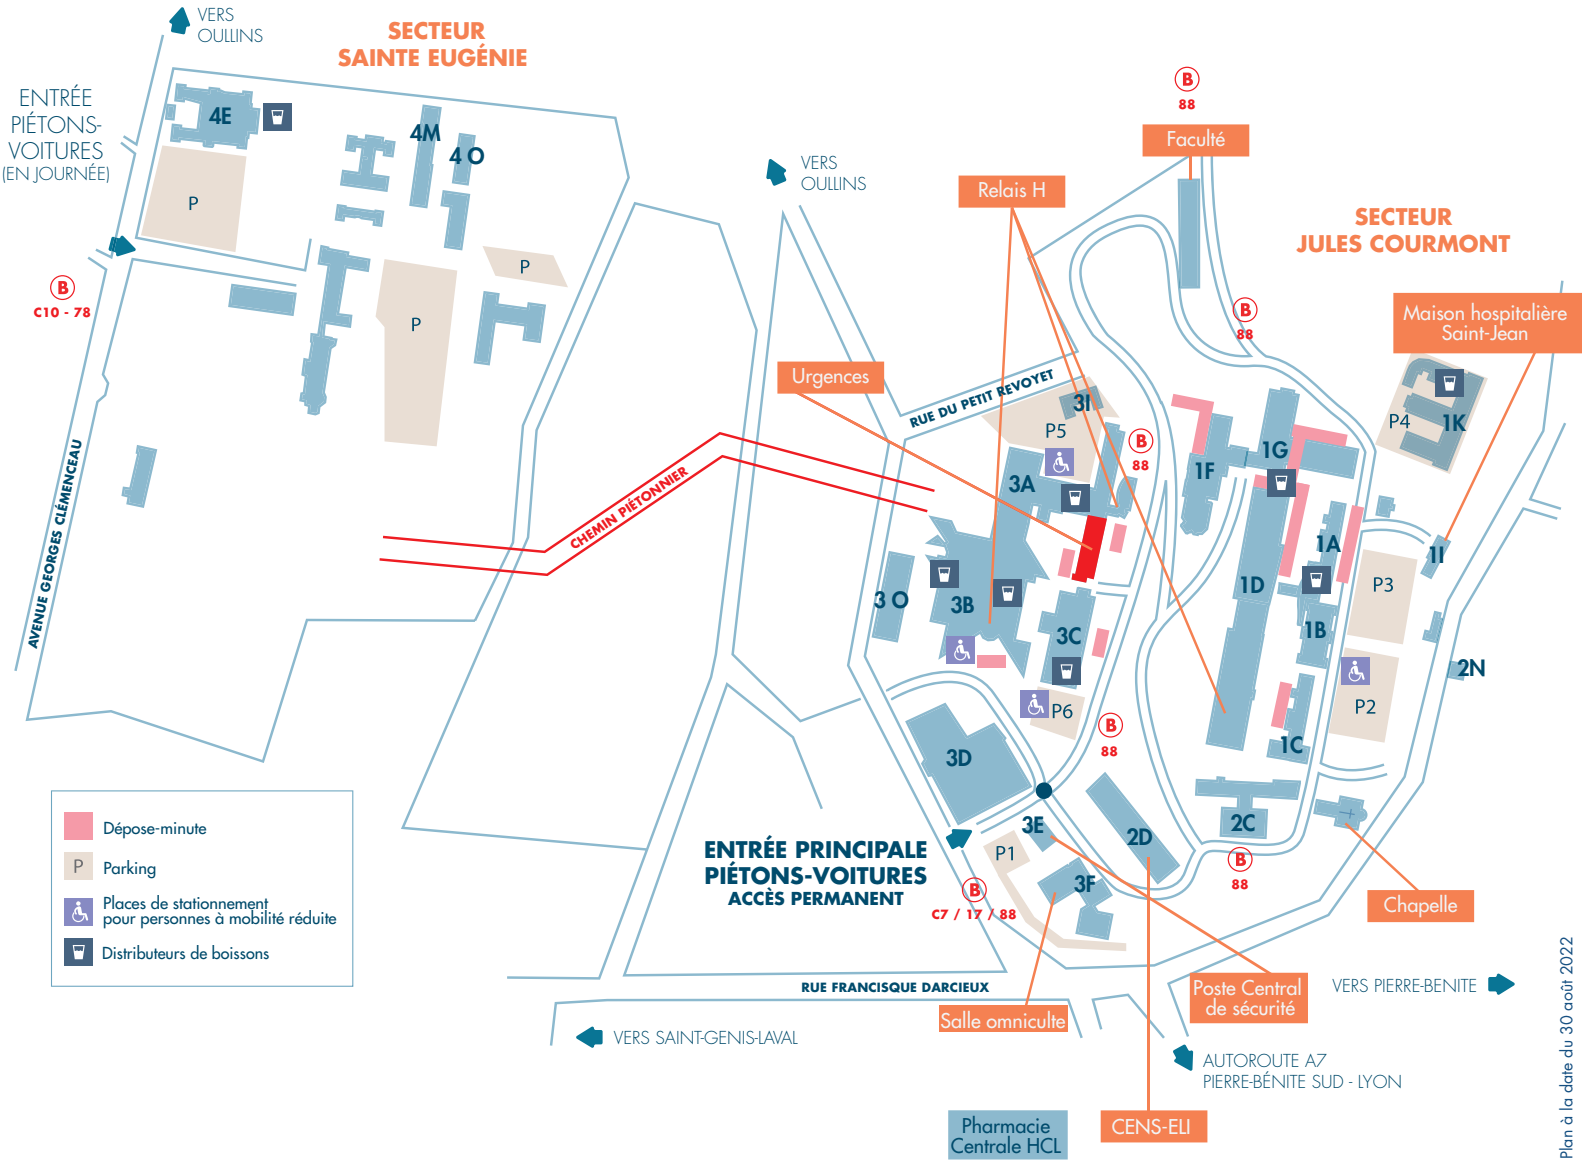 VERS
OULLINS
SECTEUR
SAINTE EUGÉNIE
ENTRÉE
PIÉTONS-
VOITURES
(EN JOURNÉE)
4E
4M
4 O
P
P
P
B
C10 - 78
AVENUE GEORGES CLÉMENCEAU
CHEMIN PIÉTONNIER
VERS
OULLINS
B
88
Faculté
Relais H
SECTEUR
JULES COURMONT
B
88
Maison hospitalière
Saint-Jean
Urgences
RUE DU PETIT REVOYET
3I
P5
B
88
3A
1F
1G
P4
1K
1A
1I
3 O
3B
3C
1D
1B
P3
2N
P6
P2
B
88
1C
3D
3E
2D
2C
B
88
ENTRÉE PRINCIPALE
PIÉTONS-VOITURES
ACCÈS PERMANENT
P1
3F
B
C7 / 17 / 88
Chapelle
Dépose-minute
P
Parking
Places de stationnement
pour personnes à mobilité réduite
Distributeurs de boissons
RUE FRANCISQUE DARCIEUX
Poste Central
de sécurité
VERS PIERRE-BENITE
Salle omniculte
VERS SAINT-GENIS-LAVAL
AUTOROUTE A7
PIERRE-BÉNITE SUD - LYON
Pharmacie
Centrale HCL
CENS-ELI
Plan à la date du 30 août 2022